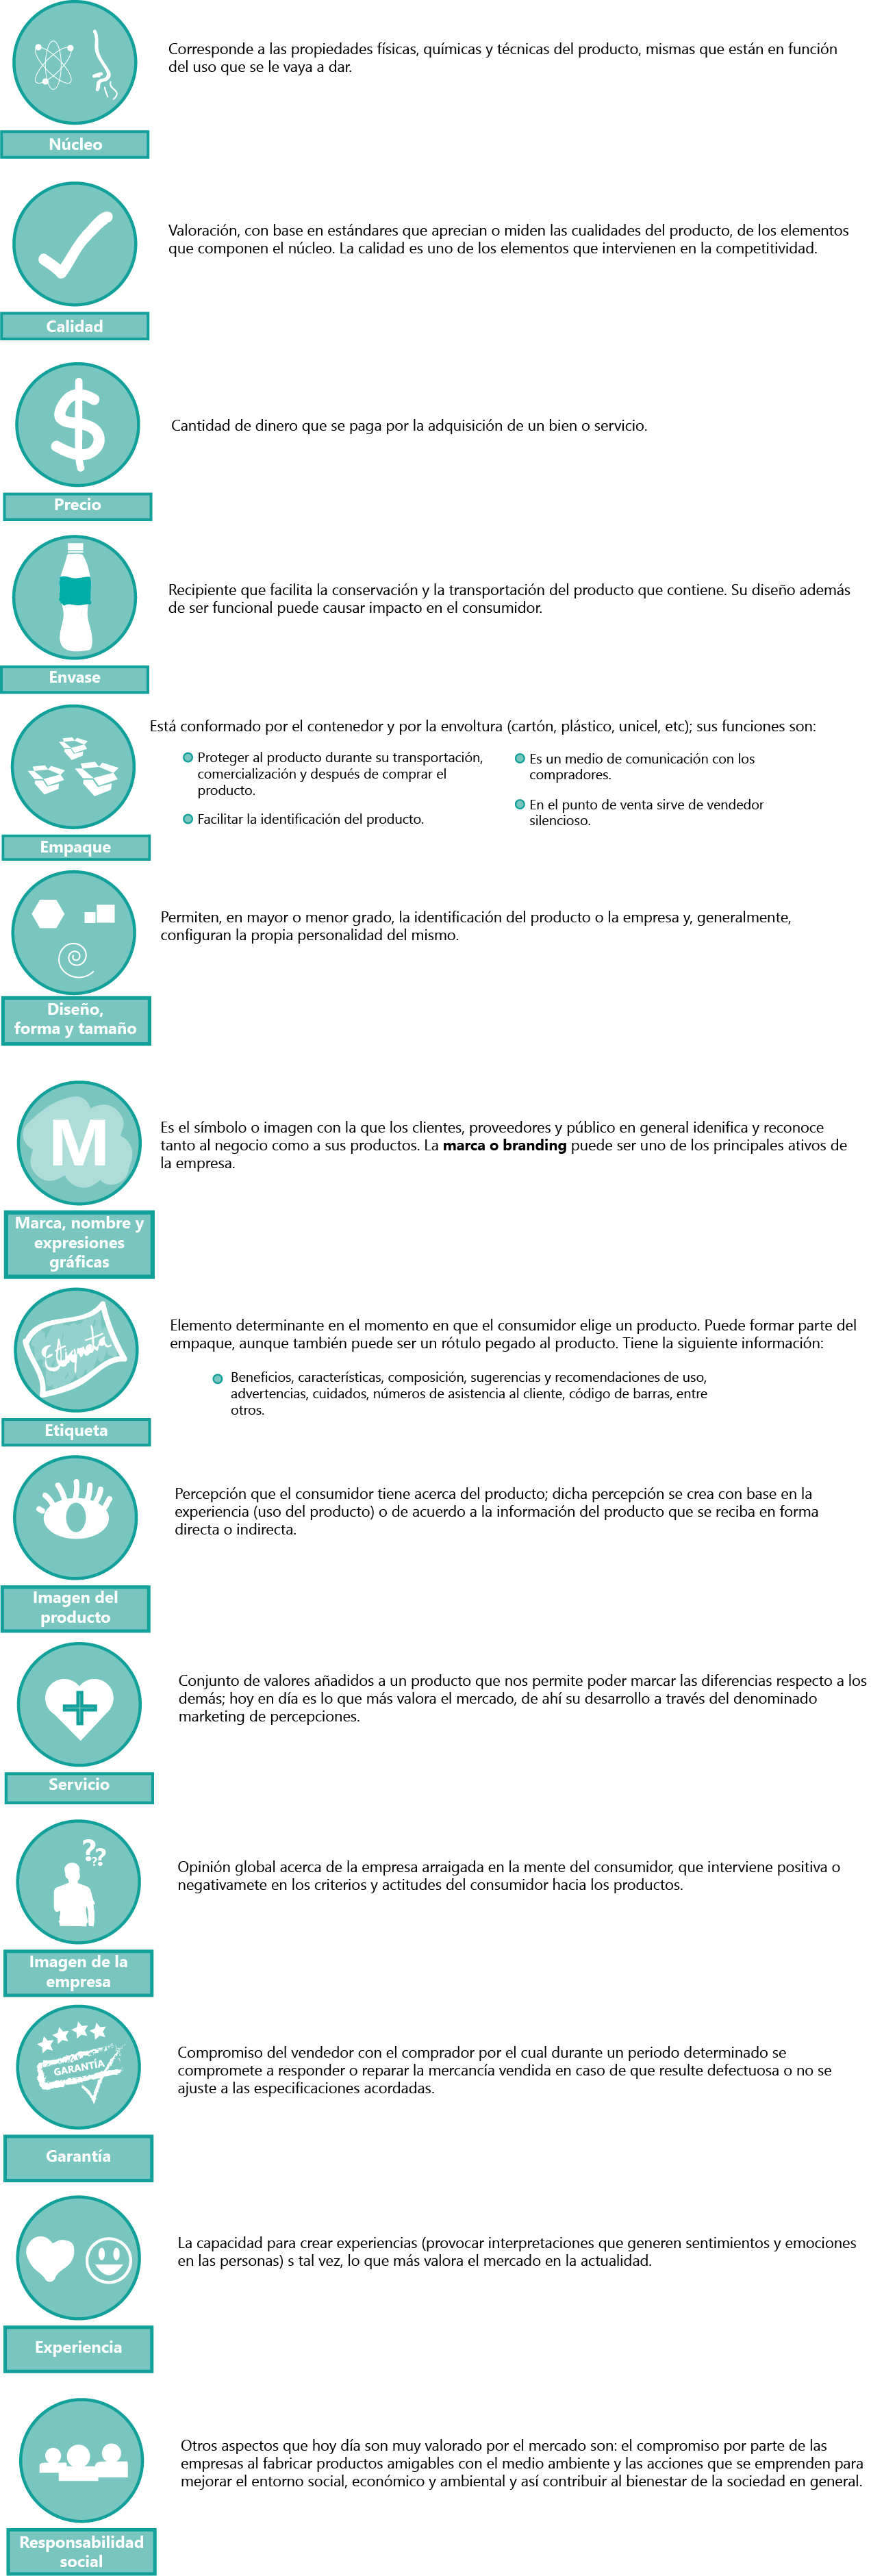 Corresponde a las propiedades físicas, químicas y técnicas del producto, mismas que están en función
del uso que se le vaya a dar.
Núcleo
Valoración, con base en estándares que aprecian o miden las cualidades del producto, de los elementos
que componen el núcleo. La calidad es uno de los elementos que intervienen en la competitividad.
Calidad
$
Cantidad de dinero que se paga por la adquisición de un bien o servicio.
Precio
Recipiente que facilita la conservación y la transportación del producto que contiene. Su diseño además
de ser funcional puede causar impacto en el consumidor.
Envase
Está conformado por el contenedor y por la envoltura (cartón, plástico, unicel, etc); sus funciones son:
Proteger al producto durante su transportación,
comercialización y después de comprar el
producto.
Facilitar la identificación del producto.
Es un medio de comunicación con los
compradores.
En el punto de venta sirve de vendedor
silencioso.
Empaque
Permiten, en mayor o menor grado, la identificación del producto o la empresa y, generalmente,
configuran la propia personalidad del mismo.
Diseño,
forma y tamaño
M
Es el símbolo o imagen con la que los clientes, proveedores y público en general idenifica y reconoce
tanto al negocio como a sus productos. La marca o branding puede ser uno de los principales ativos de
la empresa.
Marca, nombre y
expresiones
gráficas
Etiqueta
Elemento determinante en el momento en que el consumidor elige un producto. Puede formar parte del
empaque, aunque también puede ser un rótulo pegado al producto. Tiene la siguiente información:
Beneficios, características, composición, sugerencias y recomendaciones de uso,
advertencias, cuidados, números de asistencia al cliente, código de barras, entre
otros.
Etiqueta
Percepción que el consumidor tiene acerca del producto; dicha percepción se crea con base en la
experiencia (uso del producto) o de acuerdo a la información del producto que se reciba en forma
directa o indirecta.
Imagen del
producto
Conjunto de valores añadidos a un producto que nos permite poder marcar las diferencias respecto a los
demás; hoy en día es lo que más valora el mercado, de ahí su desarrollo a través del denominado
marketing de percepciones.
Servicio
???
Opinión global acerca de la empresa arraigada en la mente del consumidor, que interviene positiva o
negativamete en los criterios y actitudes del consumidor hacia los productos.
Imagen de la
empresa
GARANTÍA
Compromiso del vendedor con el comprador por el cual durante un periodo determinado se
compromete a responder o reparar la mercancía vendida en caso de que resulte defectuosa o no se
ajuste a las especificaciones acordadas.
Garantía
La capacidad para crear experiencias (provocar interpretaciones que generen sentimientos y emociones
en las personas) s tal vez, lo que más valora el mercado en la actualidad.
Experiencia
Otros aspectos que hoy día son muy valorado por el mercado son: el compromiso por parte de las
empresas al fabricar productos amigables con el medio ambiente y las acciones que se emprenden para
mejorar el entorno social, económico y ambiental y así contribuir al bienestar de la sociedad en general.
Responsabilidad
social